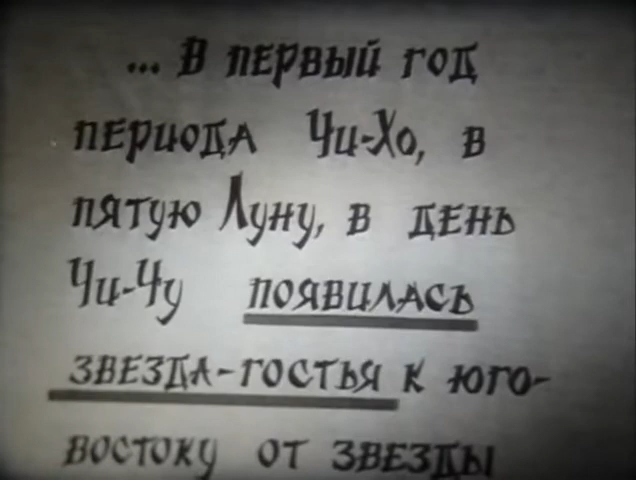 ... В первый год
периода Чи-Хо, в
пятую Луну, в день
Чи-Чу появилась
звезда-гостья к юго-
востоку от звезды